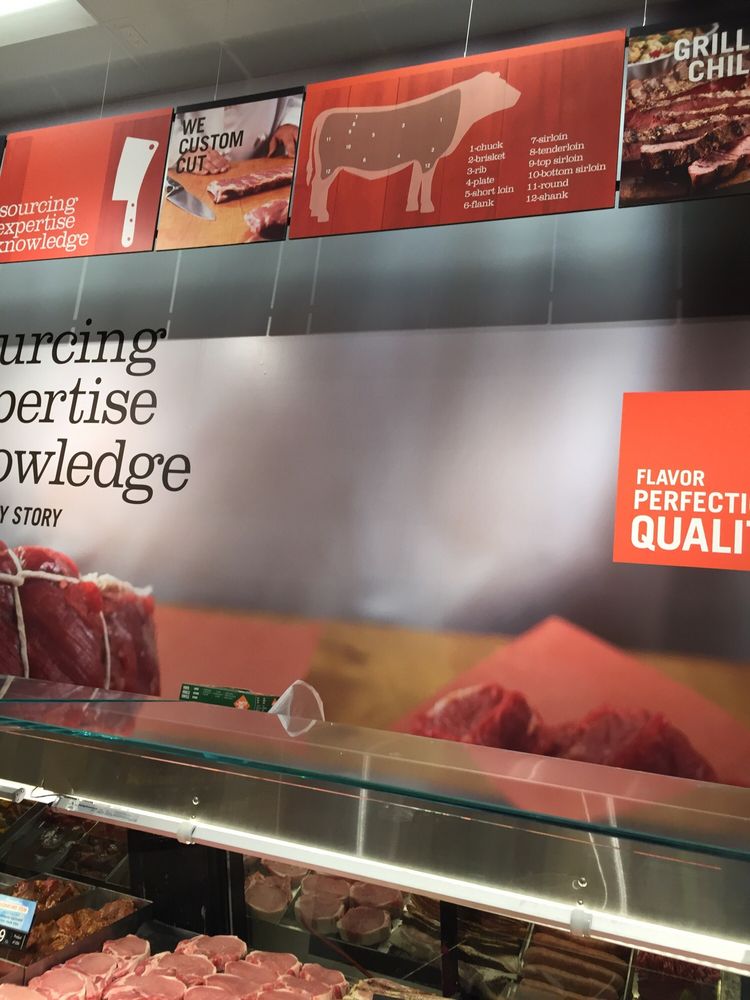 sourcing
expertise
knowledge
WE
CUSTOM
CUT
1-chuck
2-brisket
3-rib
4-plate
5-short loin
6-flank
7-sirloin
8-tenderloin
9-top sirloin
10-bottom sirloin
11-round
12-shank
GRILL
CHIL
urcing
pertise
owledge
Y STORY
FLAVOR
PERFECTI
QUALIT